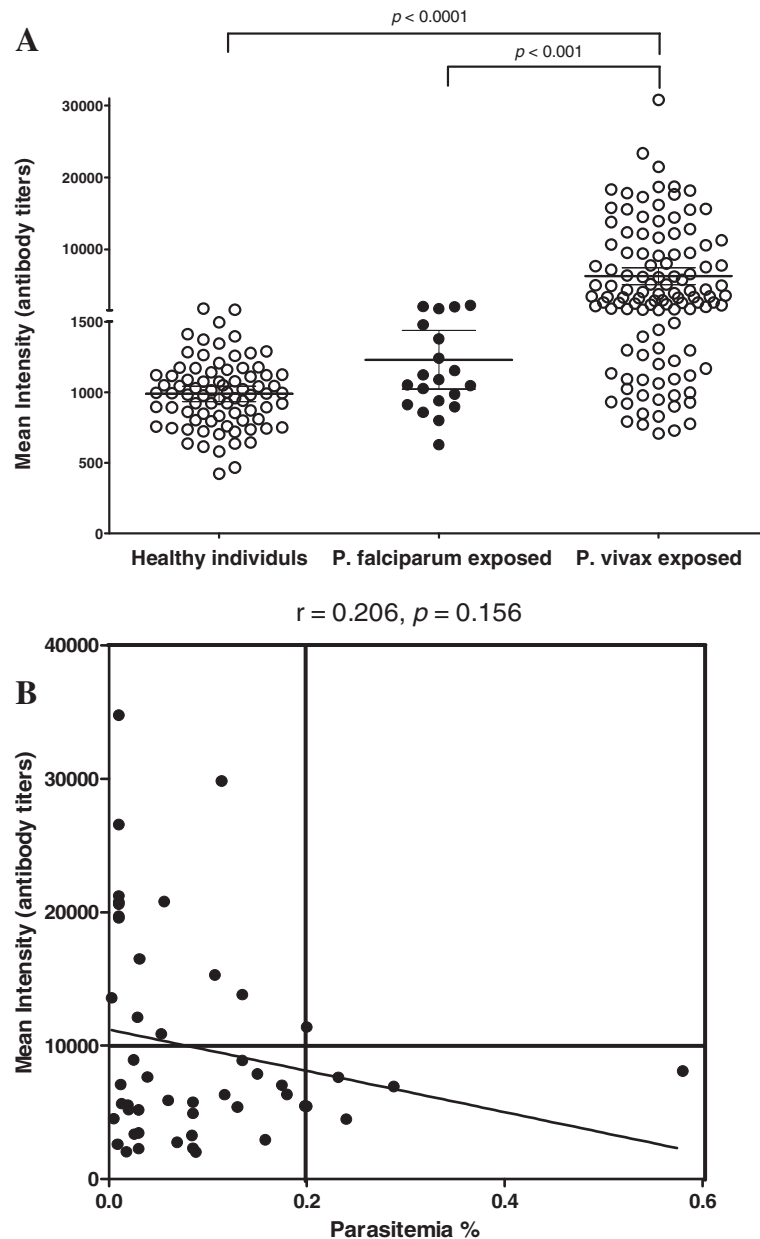 A
p < 0.0001
p < 0.001
Mean Intensity (antibody titers)
30000
20000
10000
1500
1000
500
0
Healthy individuls
P. falciparum exposed
P. vivax exposed
r = 0.206, p = 0.156
B
Mean Intensity (antibody titers)
40000
30000
20000
10000
0
0.0
0.2
0.4
0.6
Parasitemia %